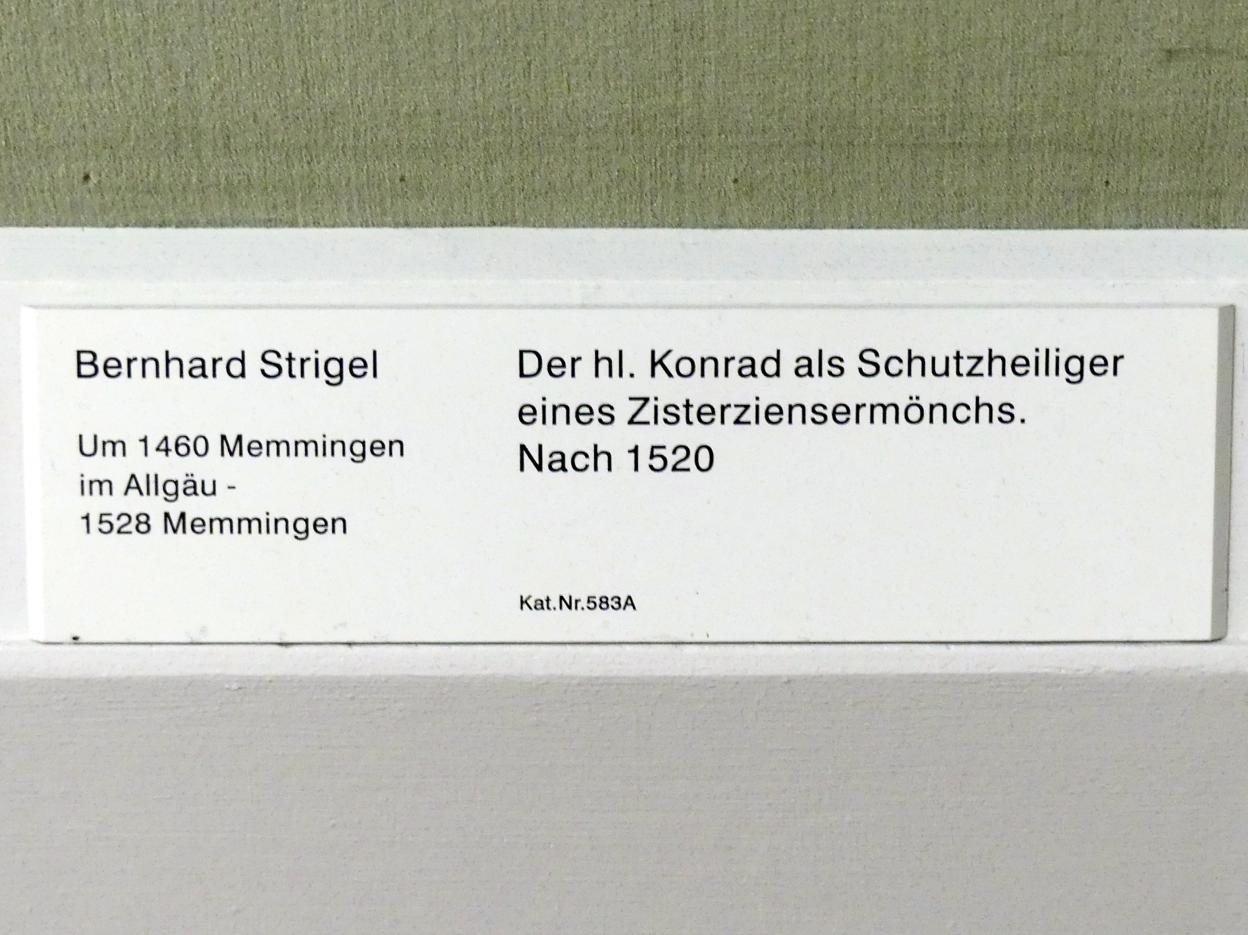 Bernhard Strigel
Um 1460 Memmingen
im Allgäu -
1528 Memmingen
Der hl. Konrad als Schutzheiliger
eines Zisterziensermönchs.
Nach 1520
Kat.Nr.583A